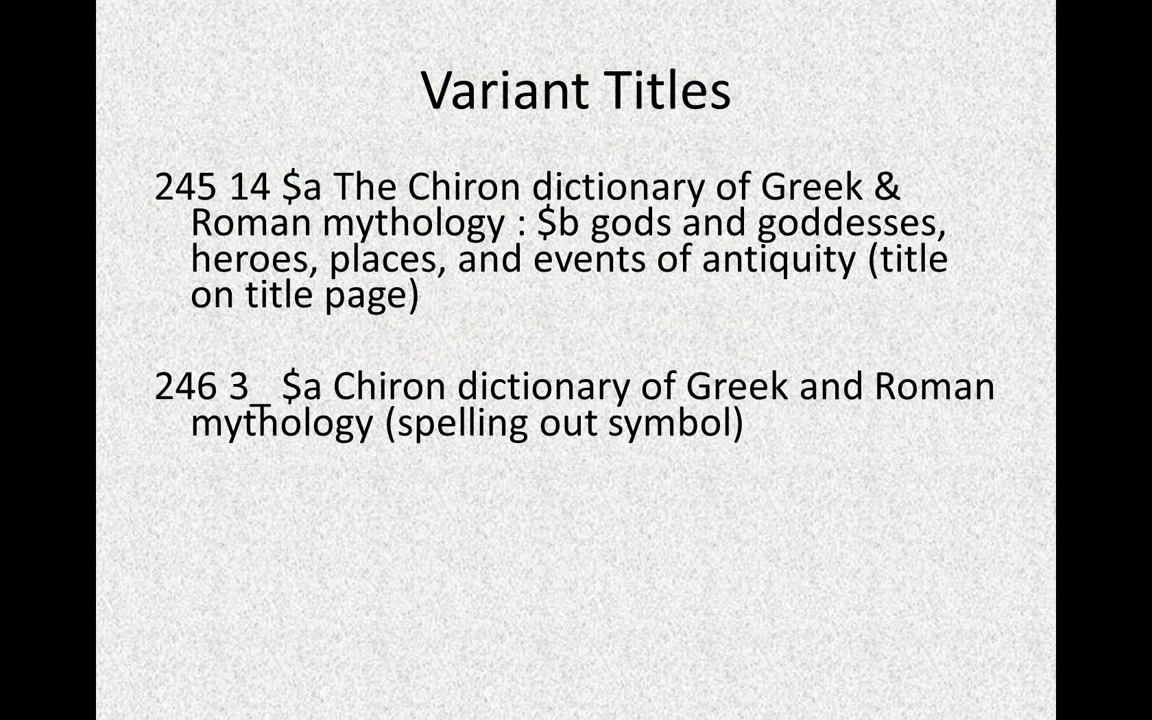 Variant Titles
245 14 $a The Chiron dictionary of Greek &
Roman mythology : $b gods and goddesses,
heroes, places, and events of antiquity (title
on title page)
246 3_ $a Chiron dictionary of Greek and Roman
mythology (spelling out symbol)